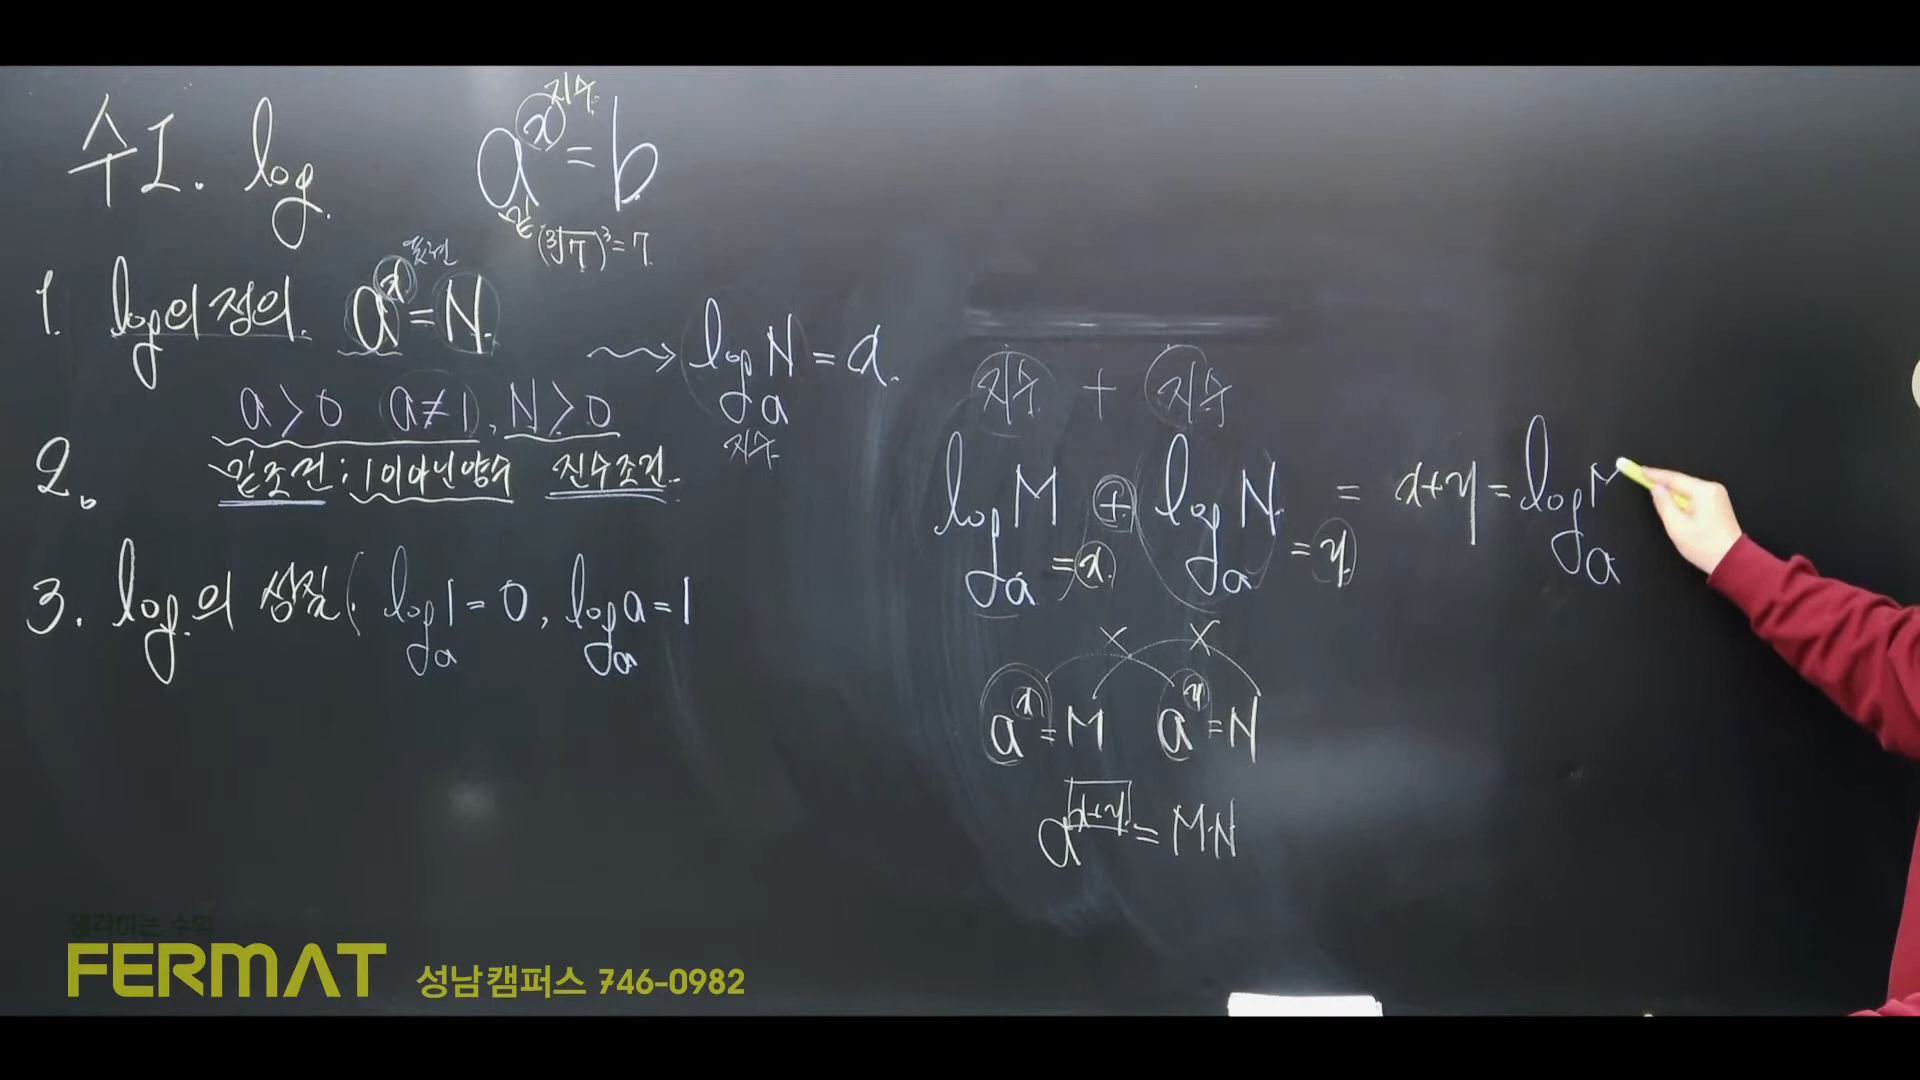 수I. log.
a^x = b
지수
밑
(³√7)³ = 7
1. log의 정의. a^x = N.
→ log_a N = x.
지수
a > 0 a ≠ 1, N > 0
2.
밑조건 : 1이아닌양수 진수조건.
3. log의 성질(. log_a 1 = 0, log_a a = 1
지수 + 지수
log_a M + log_a N = x+y = log_a M
= x. = y.
× ×
a^x = M a^y = N
a^(x+y) = MN
생각하는 수학
FERMAT 성남캠퍼스 746-0982